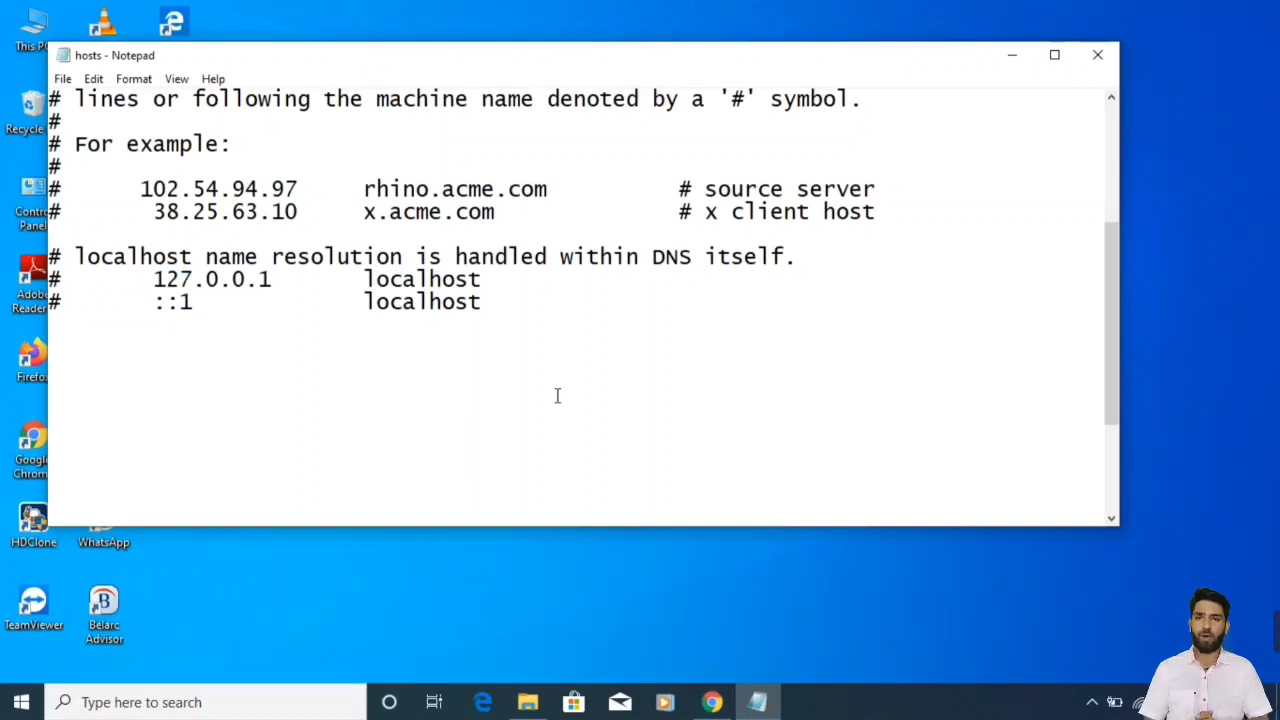 This PC
hosts - Notepad
File Edit Format View Help
# lines or following the machine name denoted by a '#' symbol.
#
# For example:
#
# 102.54.94.97 rhino.acme.com # source server
# 38.25.63.10 x.acme.com # x client host
# localhost name resolution is handled within DNS itself.
# 127.0.0.1 localhost
# ::1 localhost
Recycle
Control
Panel
Adobe
Reader
Firefox
Google
Chrome
HDClone
WhatsApp
TeamViewer
Belarc
Advisor
Type here to search